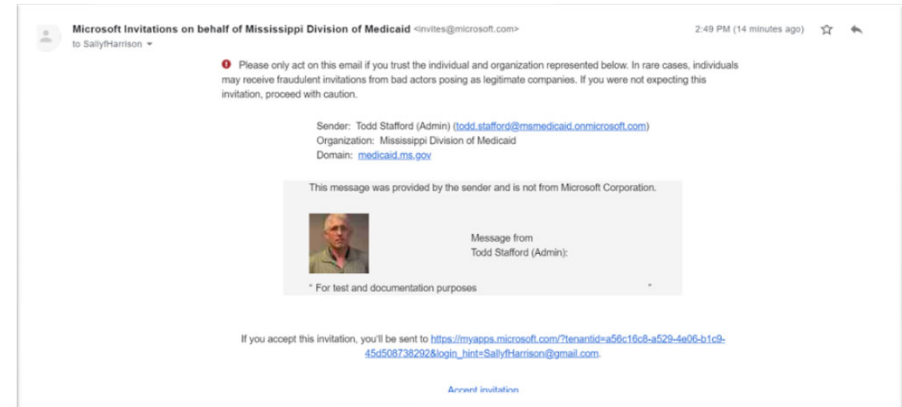 Microsoft Invitations on behalf of Mississippi Division of Medicaid <invites@microsoft.com>
2:49 PM (14 minutes ago)
to SallyfHarrison
Please only act on this email if you trust the individual and organization represented below. In rare cases, individuals
may receive fraudulent invitations from bad actors posing as legitimate companies. If you were not expecting this
invitation, proceed with caution.
Sender: Todd Stafford (Admin) (todd.stafford@msmedicaid.onmicrosoft.com)
Organization: Mississippi Division of Medicaid
Domain: medicaid.ms.gov
This message was provided by the sender and is not from Microsoft Corporation.
Message from
Todd Stafford (Admin):
" For test and documentation purposes "
If you accept this invitation, you'll be sent to https://myapps.microsoft.com/?tenantid=a56c16c8-a529-4e06-b1c9-
45d508738292&login_hint=SallyfHarrison@gmail.com.
Accept invitation